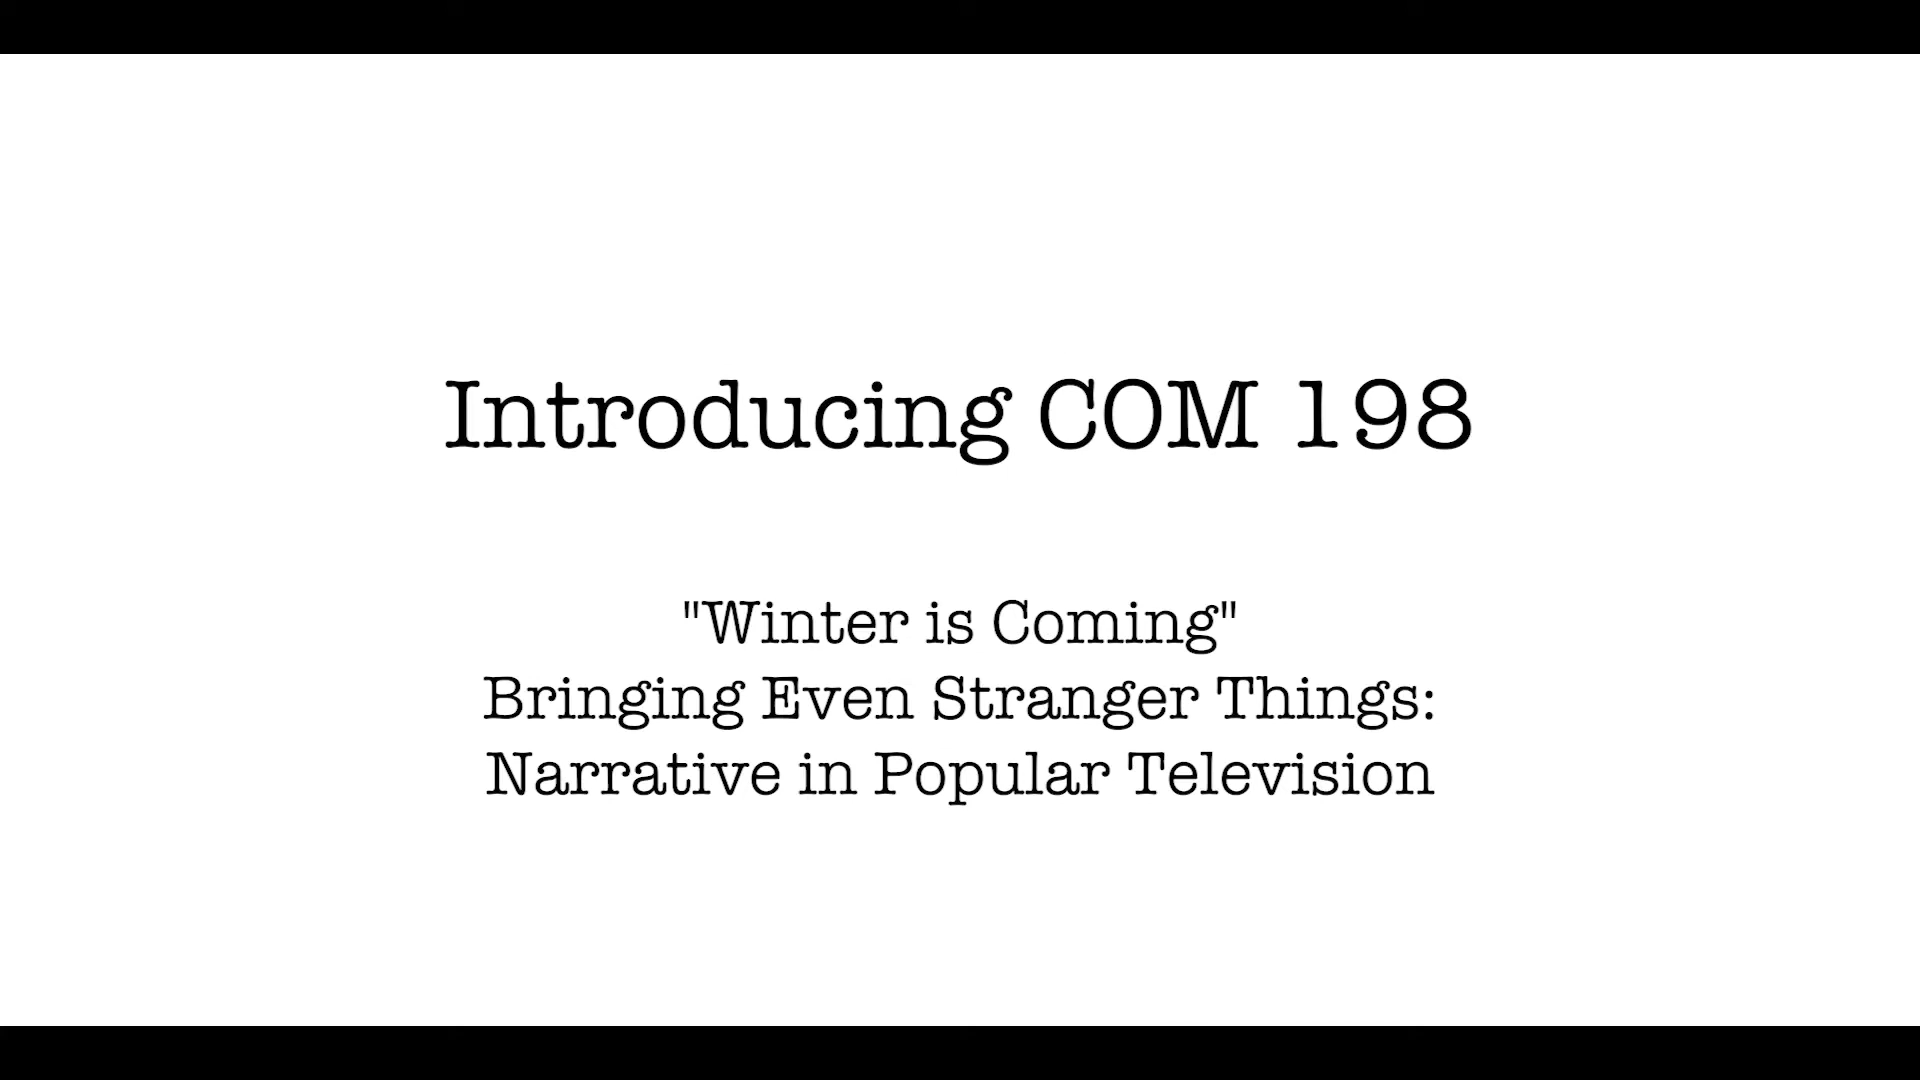 Introducing COM 198
"Winter is Coming"
Bringing Even Stranger Things:
Narrative in Popular Television